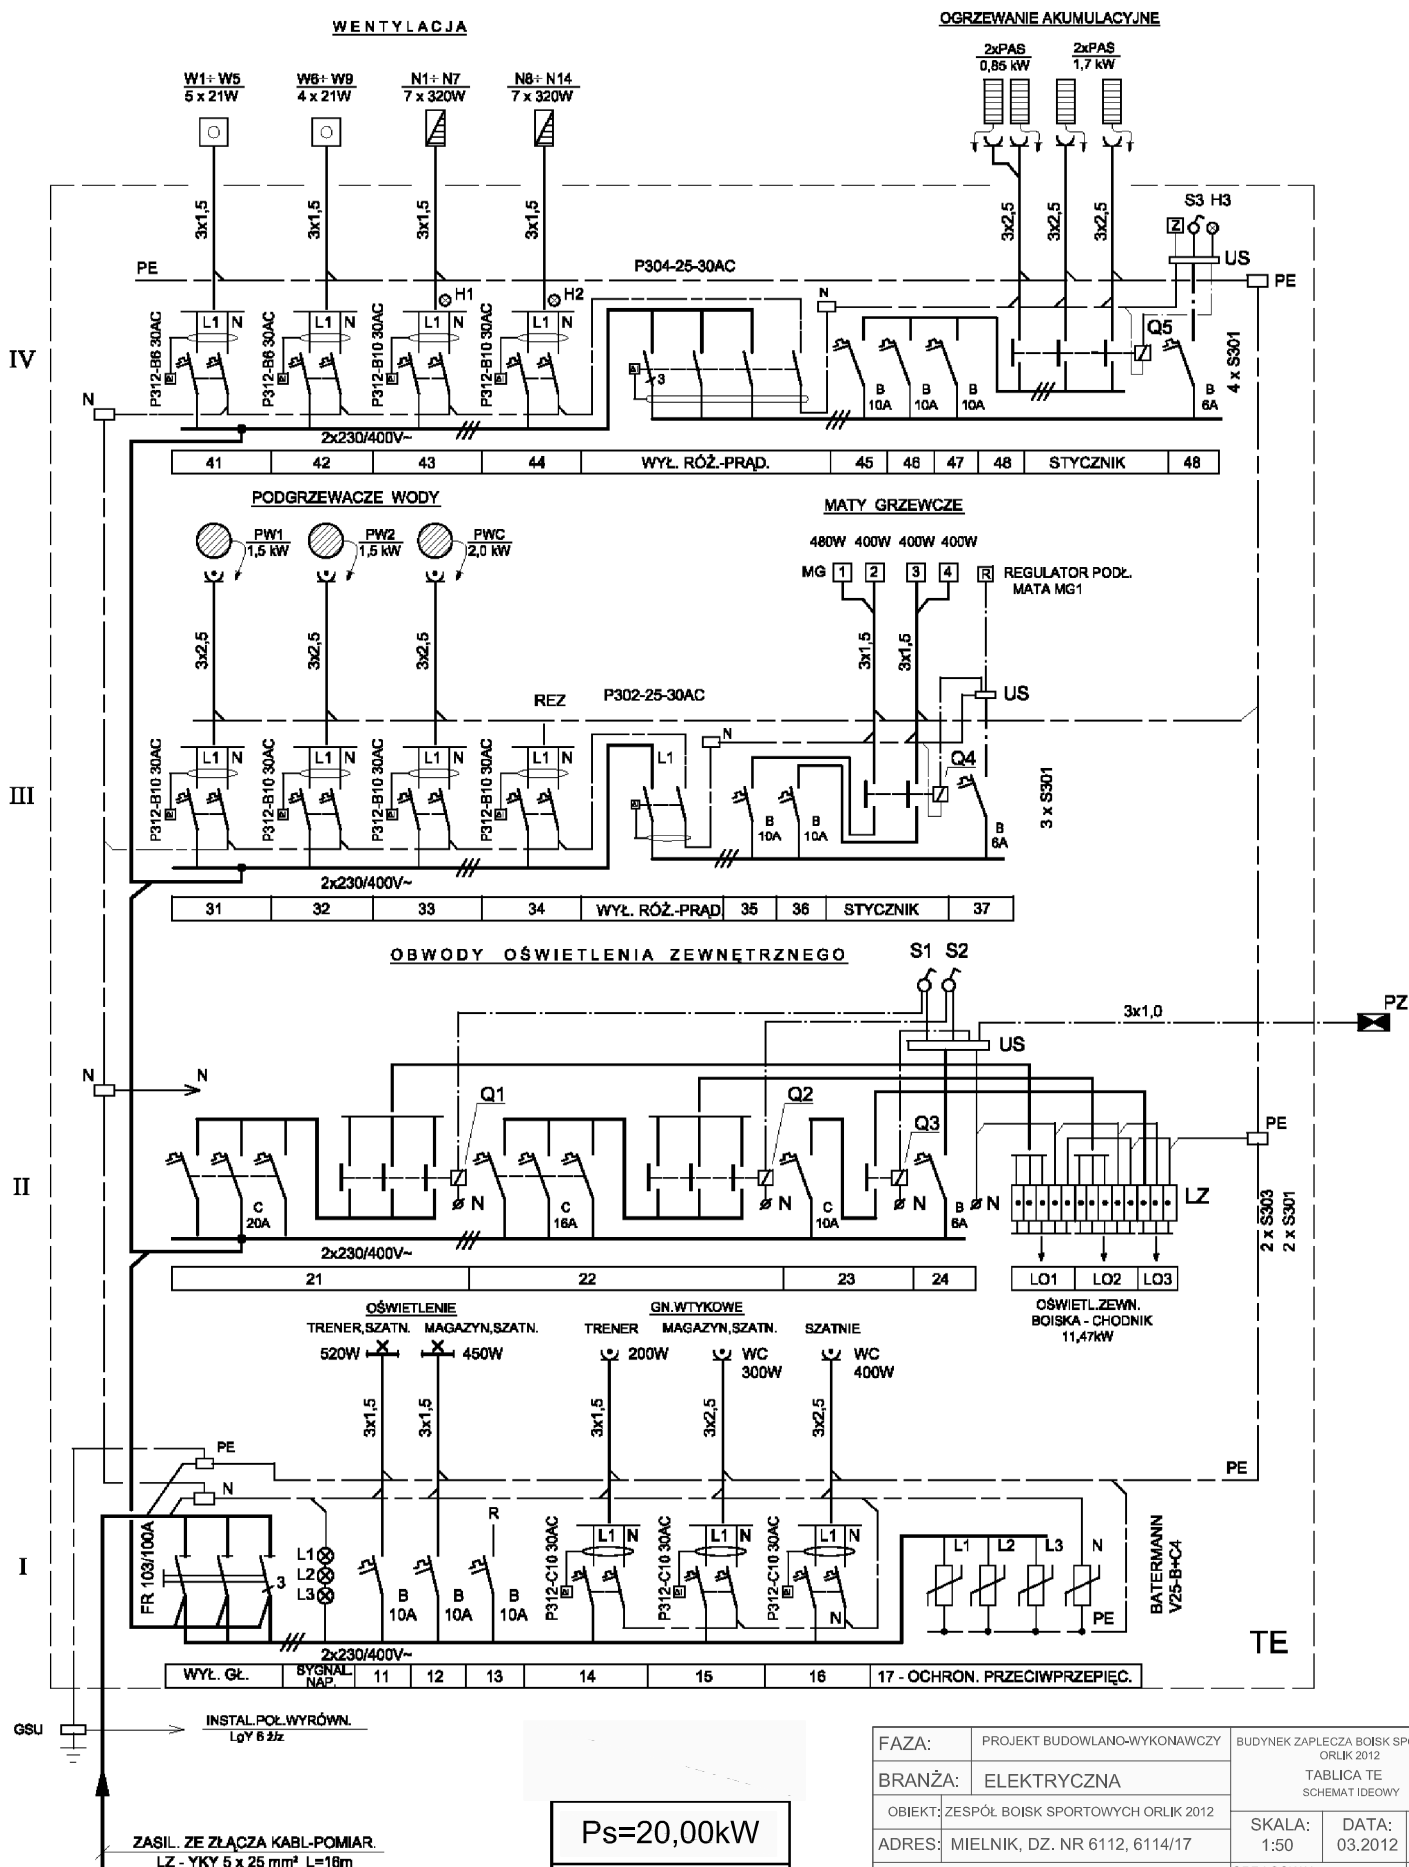 WENTYLACJA
OGRZEWANIE AKUMULACYJNE
W1÷W5
5 x 21W
W6÷W9
4 x 21W
N1÷N7
7 x 320W
N8÷N14
7 x 320W
2xPAS
0,85 kW
2xPAS
1,7 kW
3x1,5
3x1,5
3x1,5
3x1,5
3x2,5
3x2,5
3x2,5
S3 H3
Z
US
PE
P304-25-30AC
PE
H1
H2
N
L1 N
L1 N
L1 N
L1 N
Q5
IV
P312-B6 30AC
P312-B6 30AC
P312-B10 30AC
P312-B10 30AC
3
B
10A
B
10A
B
10A
B
6A
4 x S301
N
2x230/400V~
41
42
43
44
WYŁ. RÓŻ.-PRĄD.
45
46
47
48
STYCZNIK
48
PODGRZEWACZE WODY
MATY GRZEWCZE
PW1
1,5 kW
PW2
1,5 kW
PWC
2,0 kW
480W 400W 400W 400W
MG 1 2 3 4
R REGULATOR PODŁ.
MATA MG1
3x2,5
3x2,5
3x2,5
3x1,5
3x1,5
REZ
P302-25-30AC
US
N
L1 N
L1 N
L1 N
L1 N
L1
Q4
III
P312-B10 30AC
P312-B10 30AC
P312-B10 30AC
P312-B10 30AC
B
10A
B
10A
B
6A
3 x S301
2x230/400V~
31
32
33
34
WYŁ. RÓŻ.-PRĄD.
35
36
STYCZNIK
37
OBWODY OŚWIETLENIA ZEWNĘTRZNEGO
S1 S2
3x1,0
PZ
US
N
N
Q1
Q2
Q3
PE
II
C
20A
N
C
16A
N
C
10A
N
B
6A
N
LZ
2 x S303
2 x S301
2x230/400V~
21
22
23
24
LO1
LO2
LO3
OŚWIETL.ZEWN.
BOISKA - CHODNIK
11,47kW
OŚWIETLENIE
GN.WTYKOWE
TRENER,SZATN.
MAGAZYN,SZATN.
TRENER
MAGAZYN,SZATN.
SZATNIE
520W
450W
200W
WC
300W
WC
400W
3x1,5
3x1,5
3x1,5
3x2,5
3x2,5
PE
PE
N
R
I
FR 103/100A
3
L1
L2
L3
B
10A
B
10A
B
10A
P312-C10 30AC
L1 N
P312-C10 30AC
L1 N
P312-C10 30AC
L1 N
N
L1
L2
L3
N
PE
BATERMANN
V25-B+C4
TE
2x230/400V~
WYŁ. GŁ.
SYGNAL.
NAP.
11
12
13
14
15
16
17 - OCHRON. PRZECIWPRZEPIĘC.
GSU
INSTAL.POŁ.WYRÓWN.
LgY 6 ż/z
ZASIL. ZE ZŁĄCZA KABL-POMIAR.
LZ - YKY 5 x 25 mm² L=16m
Ps=20,00kW
FAZA:
PROJEKT BUDOWLANO-WYKONAWCZY
BRANŻA:
ELEKTRYCZNA
OBIEKT:
ZESPÓŁ BOISK SPORTOWYCH ORLIK 2012
ADRES:
MIELNIK, DZ. NR 6112, 6114/17
BUDYNEK ZAPLECZA BOISK SPO
ORLIK 2012
TABLICA TE
SCHEMAT IDEOWY
SKALA:
1:50
DATA:
03.2012